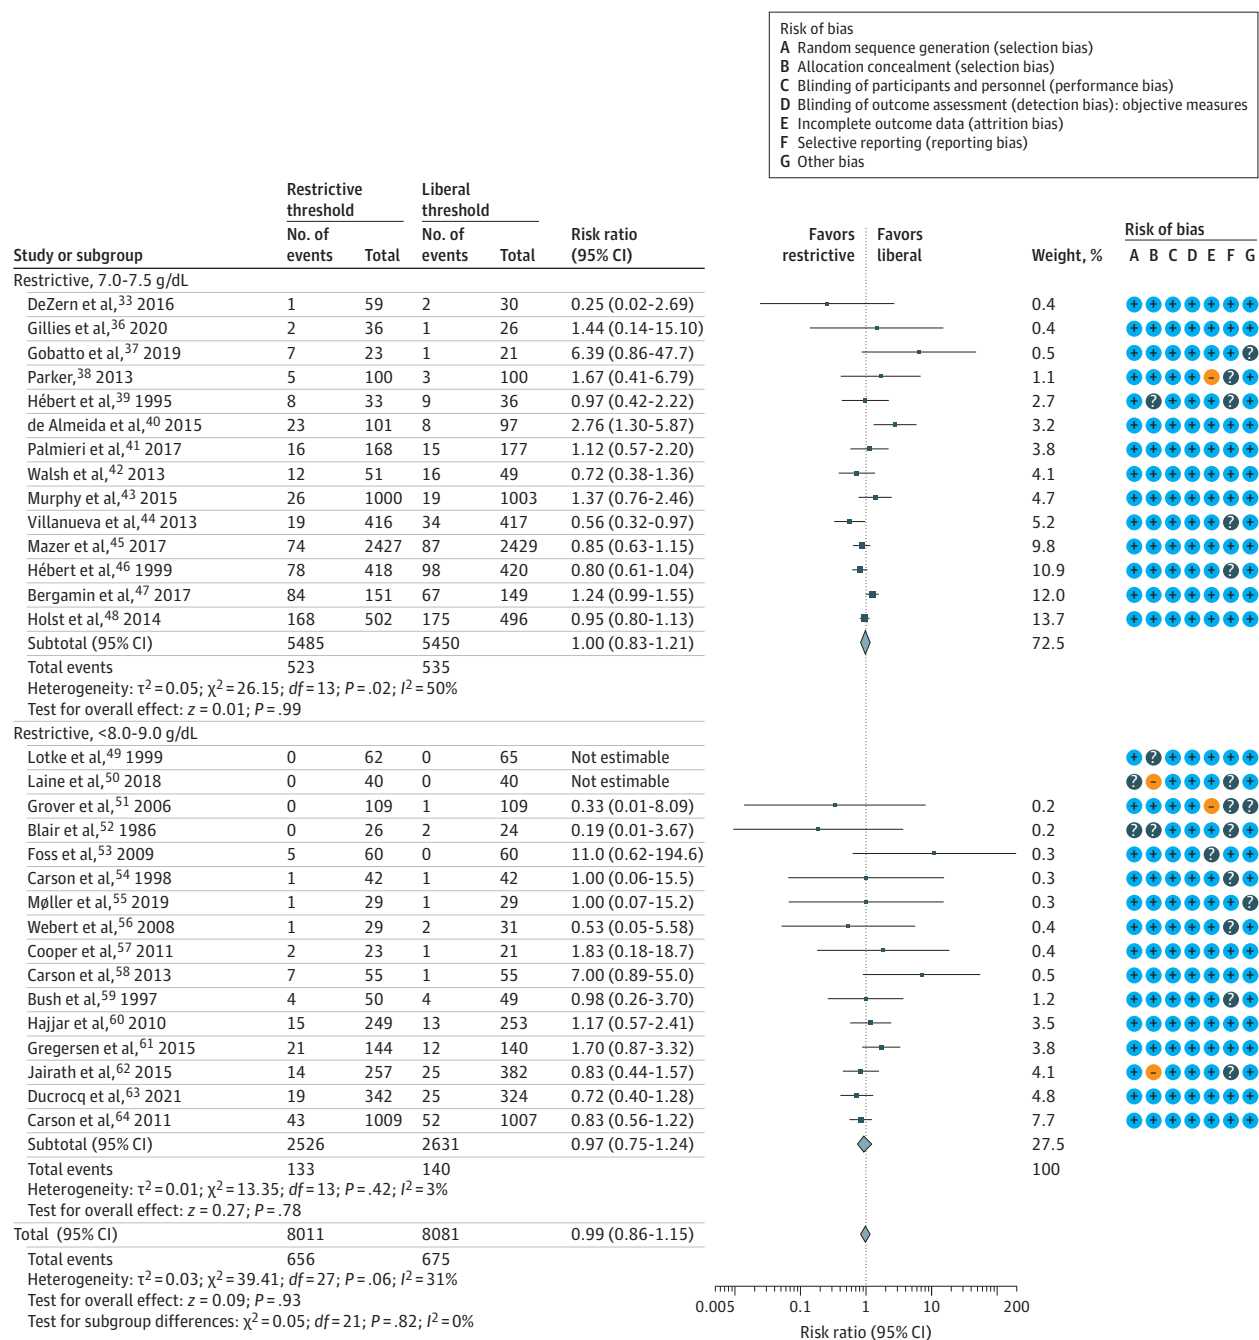 Risk of bias
A Random sequence generation (selection bias)
B Allocation concealment (selection bias)
C Blinding of participants and personnel (performance bias)
D Blinding of outcome assessment (detection bias): objective measures
E Incomplete outcome data (attrition bias)
F Selective reporting (reporting bias)
G Other bias
Restrictive threshold Liberal threshold
Study or subgroup No. of events Total No. of events Total Risk ratio (95% CI) Favors restrictive Favors liberal Weight, % Risk of bias A B C D E F G
Restrictive, 7.0-7.5 g/dL
DeZern et al,33 2016 1 59 2 30 0.25 (0.02-2.69) 0.4 + + + + + + +
Gillies et al,36 2020 2 36 1 26 1.44 (0.14-15.10) 0.4 + + + + + + +
Gobatto et al,37 2019 7 23 1 21 6.39 (0.86-47.7) 0.5 + + + + + + ?
Parker,38 2013 5 100 3 100 1.67 (0.41-6.79) 1.1 + + + + - ? +
Hébert et al,39 1995 8 33 9 36 0.97 (0.42-2.22) 2.7 + ? + + + ? +
de Almeida et al,40 2015 23 101 8 97 2.76 (1.30-5.87) 3.2 + + + + + + +
Palmieri et al,41 2017 16 168 15 177 1.12 (0.57-2.20) 3.8 + + + + + + +
Walsh et al,42 2013 12 51 16 49 0.72 (0.38-1.36) 4.1 + + + + + + +
Murphy et al,43 2015 26 1000 19 1003 1.37 (0.76-2.46) 4.7 + + + + + + +
Villanueva et al,44 2013 19 416 34 417 0.56 (0.32-0.97) 5.2 + + + + + ? +
Mazer et al,45 2017 74 2427 87 2429 0.85 (0.63-1.15) 9.8 + + + + + + +
Hébert et al,46 1999 78 418 98 420 0.80 (0.61-1.04) 10.9 + + + + + ? +
Bergamin et al,47 2017 84 151 67 149 1.24 (0.99-1.55) 12.0 + + + + + + +
Holst et al,48 2014 168 502 175 496 0.95 (0.80-1.13) 13.7 + + + + + + +
Subtotal (95% CI) 5485 5450 1.00 (0.83-1.21) 72.5
Total events 523 535
Heterogeneity: τ2=0.05; χ2=26.15; df=13; P=.02; I2=50%
Test for overall effect: z = 0.01; P=.99
Restrictive, <8.0-9.0 g/dL
Lotke et al,49 1999 0 62 0 65 Not estimable + ? + + + + +
Laine et al,50 2018 0 40 0 40 Not estimable ? - + + + ? +
Grover et al,51 2006 0 109 1 109 0.33 (0.01-8.09) 0.2 + + + + - ? ?
Blair et al,52 1986 0 26 2 24 0.19 (0.01-3.67) 0.2 ? ? + + + ? +
Foss et al,53 2009 5 60 0 60 11.0 (0.62-194.6) 0.3 + + + + ? + +
Carson et al,54 1998 1 42 1 42 1.00 (0.06-15.5) 0.3 + + + + + ? +
Møller et al,55 2019 1 29 1 29 1.00 (0.07-15.2) 0.3 + + + + + + ?
Webert et al,56 2008 1 29 2 31 0.53 (0.05-5.58) 0.4 + + + + + ? +
Cooper et al,57 2011 2 23 1 21 1.83 (0.18-18.7) 0.4 + + + + + + +
Carson et al,58 2013 7 55 1 55 7.00 (0.89-55.0) 0.5 + + + + + + +
Bush et al,59 1997 4 50 4 49 0.98 (0.26-3.70) 1.2 + + + + + ? +
Hajjar et al,60 2010 15 249 13 253 1.17 (0.57-2.41) 3.5 + + + + + + +
Gregersen et al,61 2015 21 144 12 140 1.70 (0.87-3.32) 3.8 + + + + + + +
Jairath et al,62 2015 14 257 25 382 0.83 (0.44-1.57) 4.1 + - + + + ? +
Ducrocq et al,63 2021 19 342 25 324 0.72 (0.40-1.28) 4.8 + + + + + + +
Carson et al,64 2011 43 1009 52 1007 0.83 (0.56-1.22) 7.7 + + + + + + +
Subtotal (95% CI) 2526 2631 0.97 (0.75-1.24) 27.5
Total events 133 140 100
Heterogeneity: τ2=0.01; χ2=13.35; df=13; P=.42; I2=3%
Test for overall effect: z = 0.27; P=.78
Total (95% CI) 8011 8081 0.99 (0.86-1.15)
Total events 656 675
Heterogeneity: τ2=0.03; χ2=39.41; df=27; P=.06; I2=31%
Test for overall effect: z = 0.09; P=.93
Test for subgroup differences: χ2=0.05; df=21; P=.82; I2=0%
0.005 0.1 1 10 200
Risk ratio (95% CI)